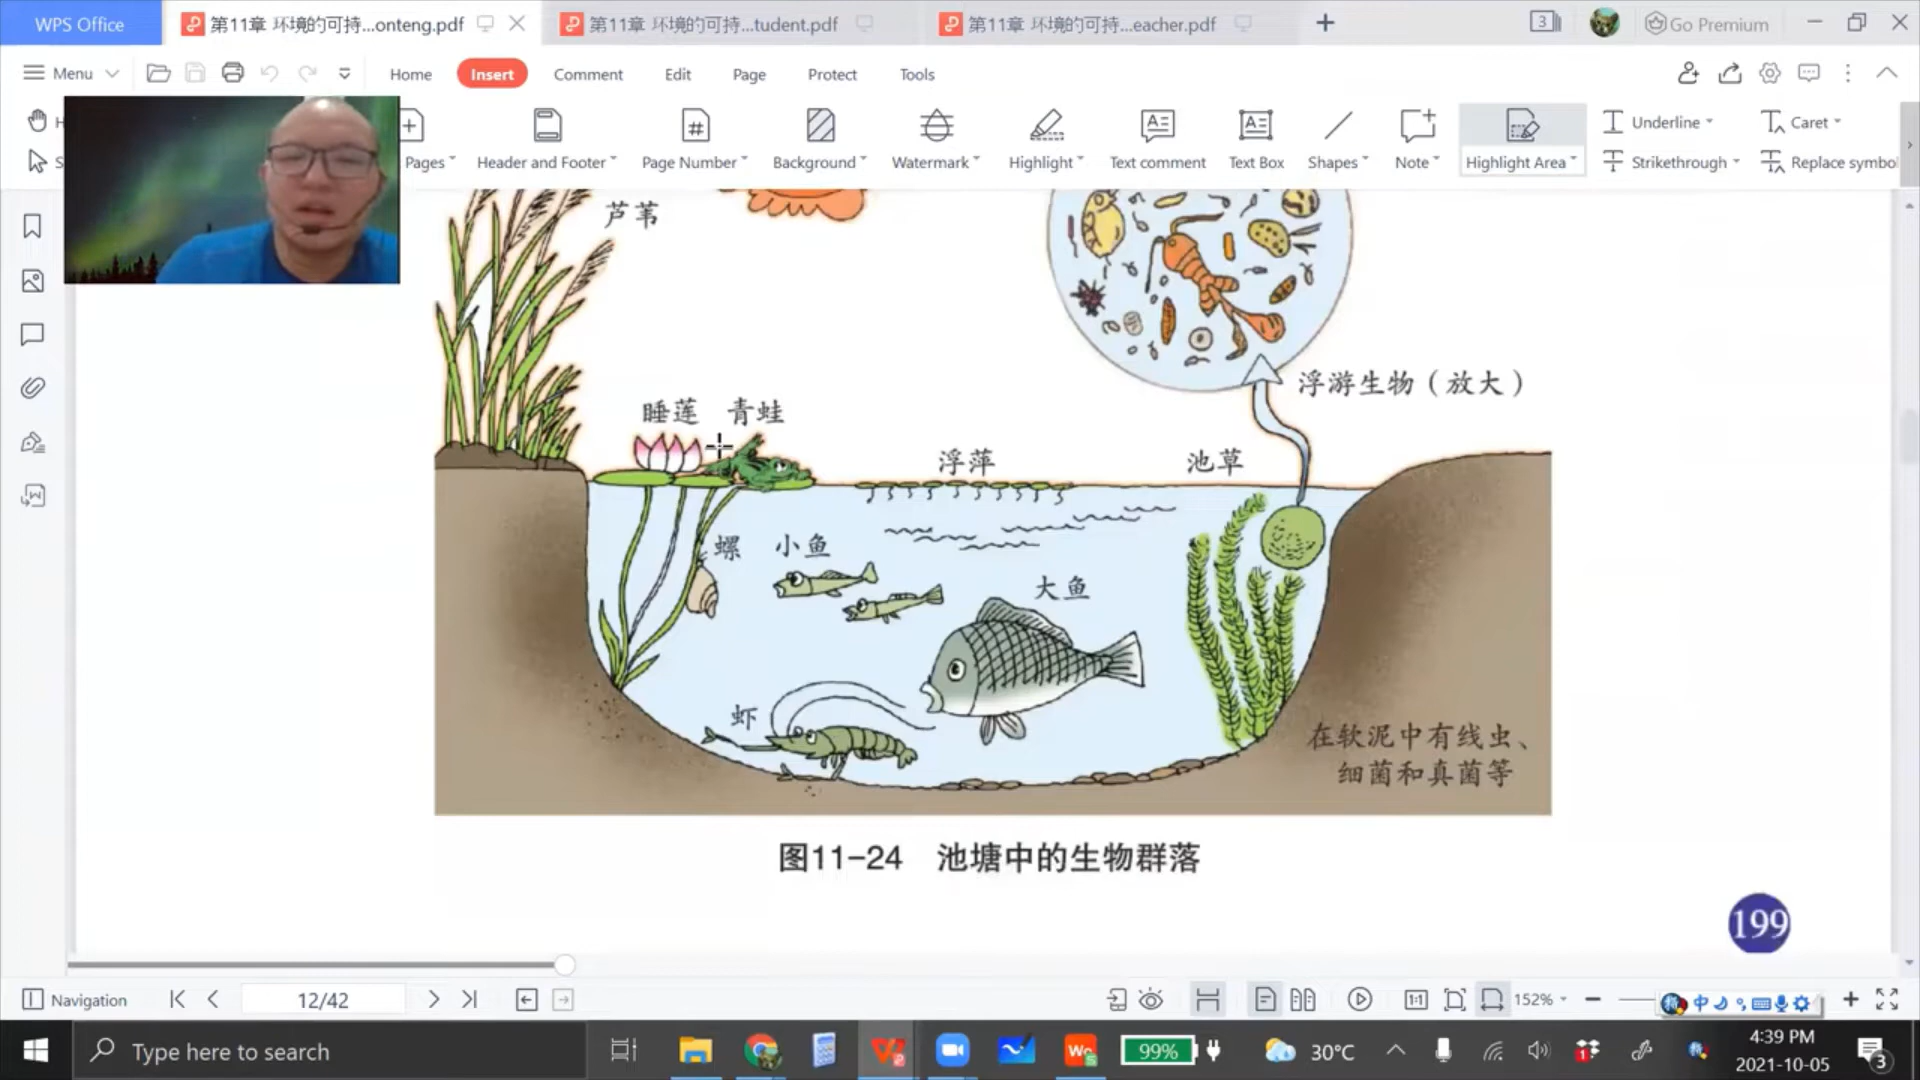 WPS Office
第11章 环境的可持...onteng.pdf
第11章 环境的可持...tudent.pdf
第11章 环境的可持...eacher.pdf
3
Go Premium
Menu
Home
Insert
Comment
Edit
Page
Protect
Tools
Pages
Header and Footer
Page Number
Background
Watermark
Highlight
Text comment
Text Box
Shapes
Note
Highlight Area
Underline
Strikethrough
Caret
Replace symbol
芦苇
浮游生物（放大）
睡莲 青蛙
浮萍
池草
螺 小鱼
大鱼
虾
在软泥中有线虫、
细菌和真菌等
图11-24 池塘中的生物群落
199
Navigation
12/42
1:1
152%
中
Type here to search
99%
30°C
4:39 PM
2021-10-05
3